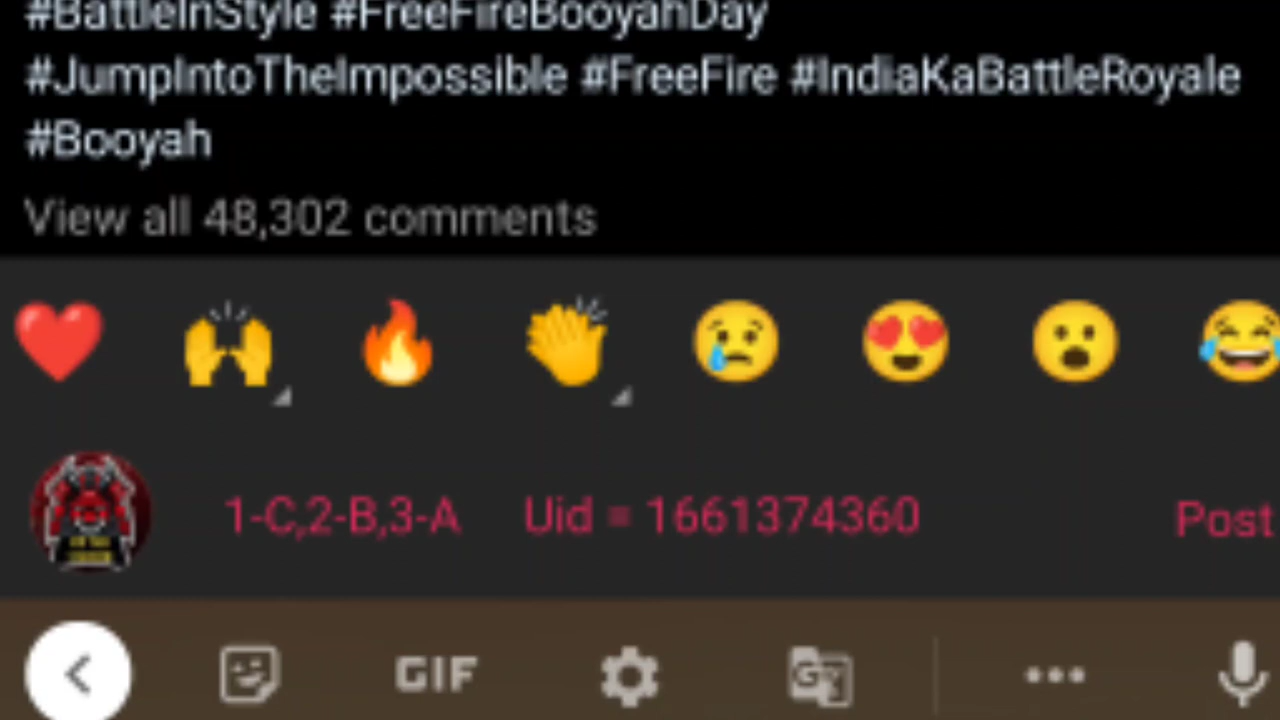 #BattleInStyle #FreeFireBooyahDay
#JumpIntoTheImpossible #FreeFire #IndiaKaBattleRoyale
#Booyah
View all 48,302 comments
1-C,2-B,3-A Uid = 1661374360 Post
GIF